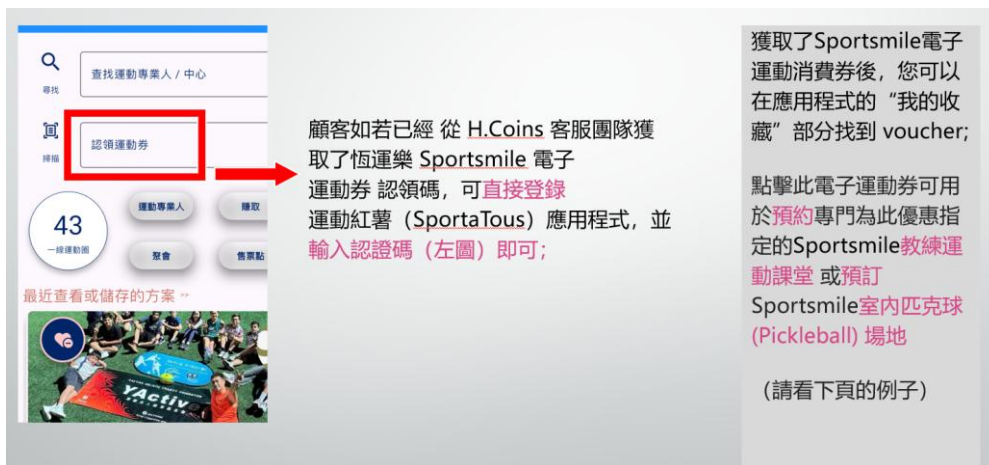 尋找
查找運動專業人 / 中心
掃描
認領運動券
43
一線運動圈
運動專業人
賺取
聚會
售票點
最近查看或儲存的方案
YActiv
顧客如若已經 從 H.Coins 客服團隊獲
取了恆運樂 Sportsmile 電子
運動券 認領碼，可直接登錄
運動紅薯（SportaTous）應用程式，並
輸入認證碼（左圖）即可；
獲取了Sportsmile電子
運動消費券後，您可以
在應用程式的“我的收
藏”部分找到 voucher;
點擊此電子運動券可用
於預約專門為此優惠指
定的Sportsmile教練運
動課堂 或預訂
Sportsmile室内匹克球
(Pickleball) 場地
（請看下頁的例子）